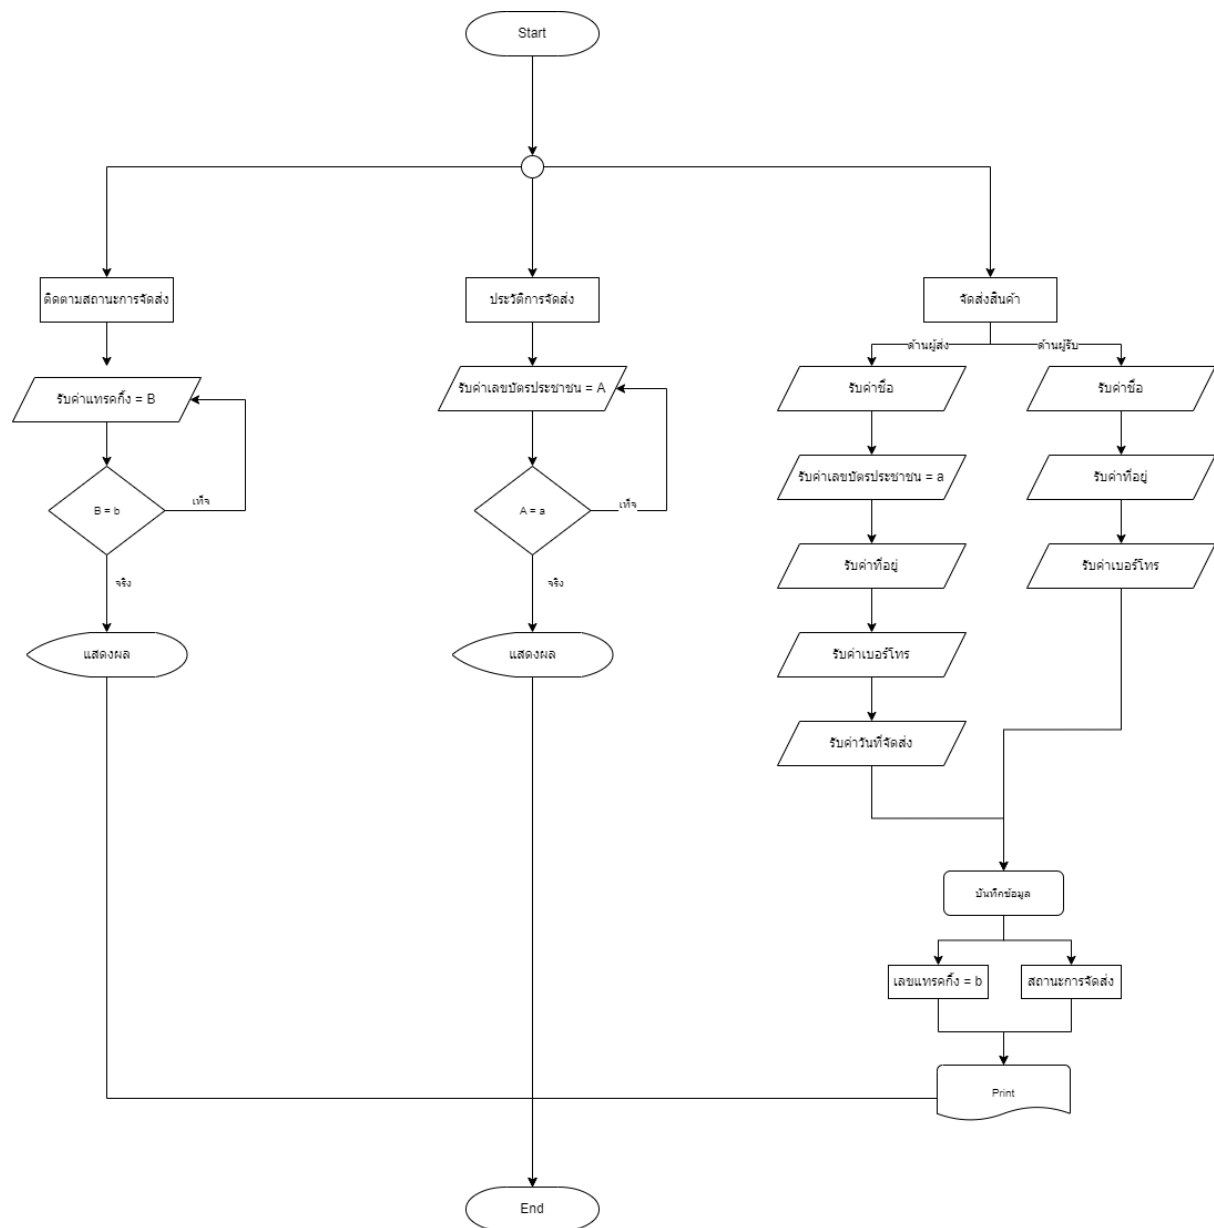 Start
ติดตามสถานะการจัดส่ง
ประวัติการจัดส่ง
จัดส่งสินค้า
ด้านผู้ส่ง
ด้านผู้รับ
รับค่าแทรคกิ้ง = B
รับค่าเลขบัตรประชาชน = A
รับค่าชื่อ
รับค่าชื่อ
รับค่าเลขบัตรประชาชน = a
รับค่าที่อยู่
B = b
เท็จ
A = a
เท็จ
รับค่าที่อยู่
รับค่าเบอร์โทร
จริง
จริง
แสดงผล
แสดงผล
รับค่าเบอร์โทร
รับค่าวันที่จัดส่ง
บันทึกข้อมูล
เลขแทรคกิ้ง = b
สถานะการจัดส่ง
Print
End